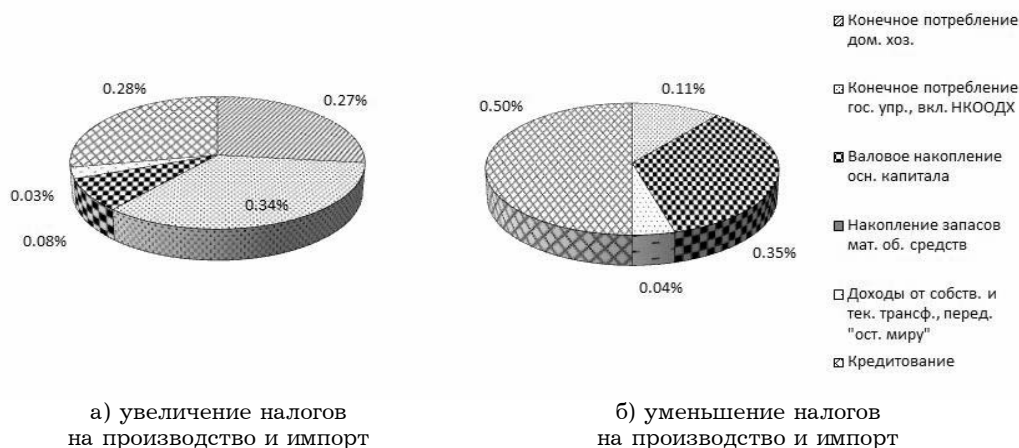 0.28%
0.27%
0.03%
0.34%
0.08%
0.50%
0.11%
0.35%
0.04%
Конечное потребление
дом. хоз.
Конечное потребление
гос. упр., вкл. НКООДХ
Валовое накопление
осн. капитала
Накопление запасов
мат. об. средств
Доходы от собств. и
тек. трансф., перед.
"ост. миру"
Кредитование
а) увеличение налогов
на производство и импорт
б) уменьшение налогов
на производство и импорт